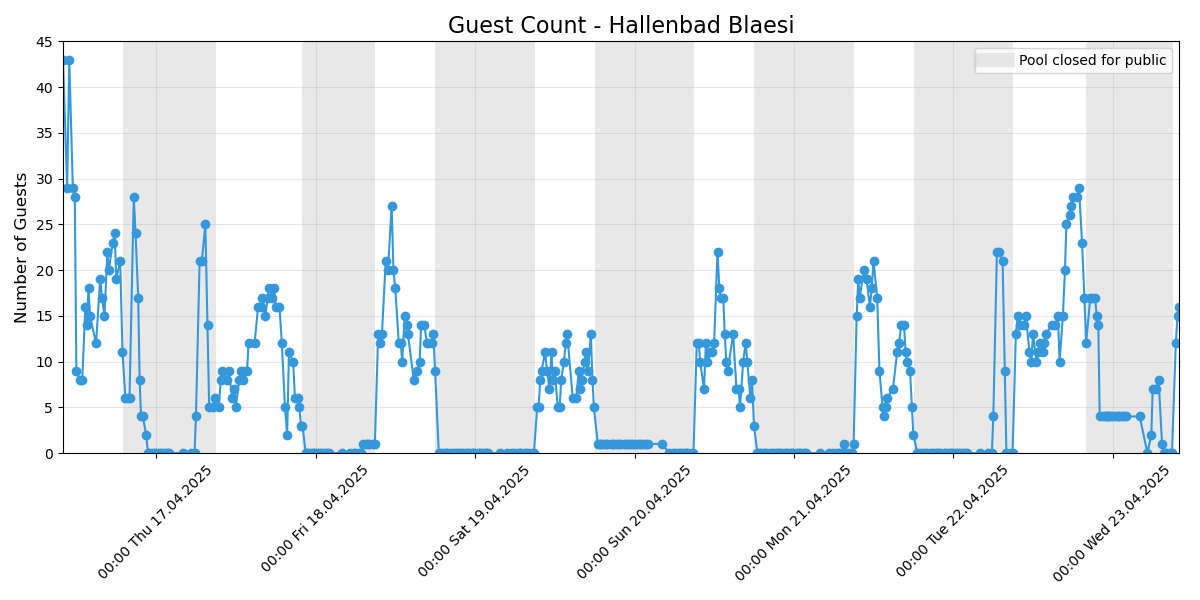 Guest Count - Hallenbad Blaesi
Pool closed for public
Number of Guests
45
40
35
30
25
20
15
10
5
0
00:00 Thu 17.04.2025
00:00 Fri 18.04.2025
00:00 Sat 19.04.2025
00:00 Sun 20.04.2025
00:00 Mon 21.04.2025
00:00 Tue 22.04.2025
00:00 Wed 23.04.2025